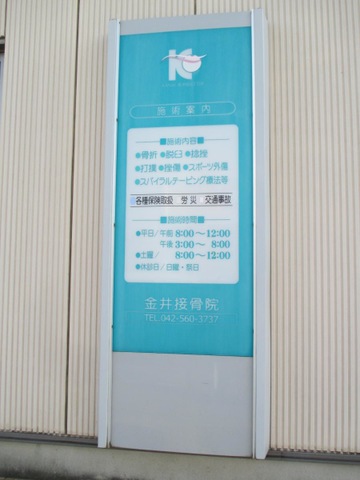 K
施術案内
■施術内容■
●骨折 ●脱臼 ●捻挫
●打撲 ●挫傷 ●スポーツ外傷
●スパイラルテーピング療法等
各種保険取扱 労災 交通事故
■施術時間■
●平日/午前 8:00〜12:00
午後 3:00〜 8:00
●土曜/ 8:00〜12:00
●休診日/日曜・祭日
金井接骨院
TEL.042-560-3737